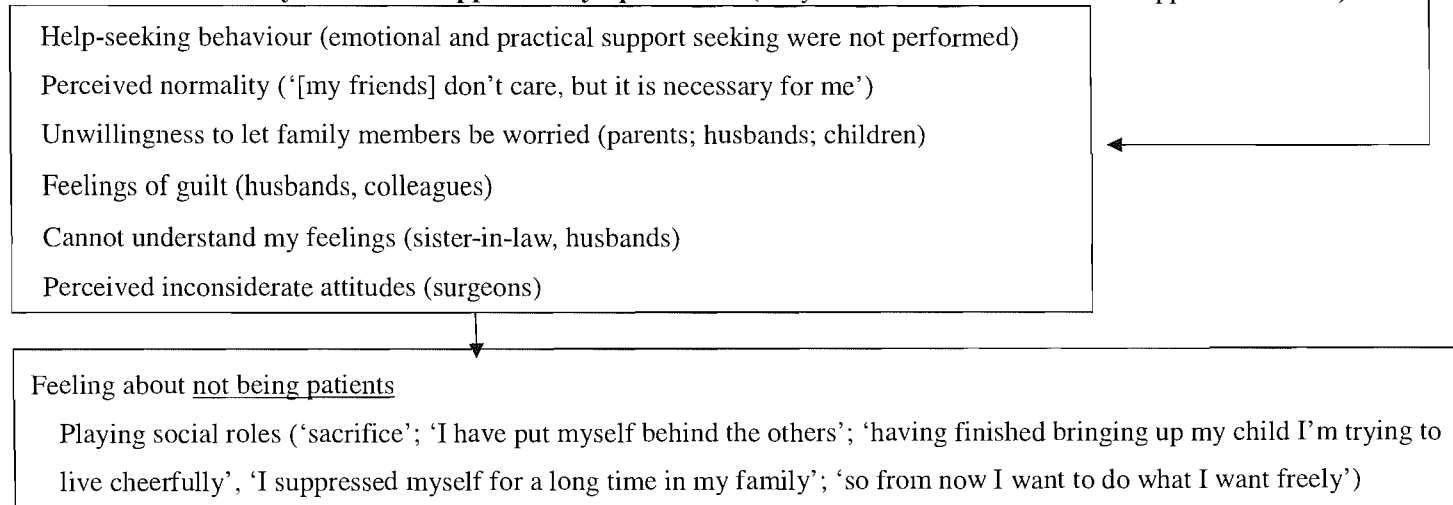 Help-seeking behaviour (emotional and practical support seeking were not performed)
Perceived normality (‘[my friends] don’t care, but it is necessary for me’)
Unwillingness to let family members be worried (parents; husbands; children)
Feelings of guilt (husbands, colleagues)
Cannot understand my feelings (sister-in-law, husbands)
Perceived inconsiderate attitudes (surgeons)
Feeling about not being patients
Playing social roles (‘sacrifice’; ‘I have put myself behind the others’; ‘having finished bringing up my child I’m trying to
live cheerfully’, ‘I suppressed myself for a long time in my family’; ‘so from now I want to do what I want freely’)